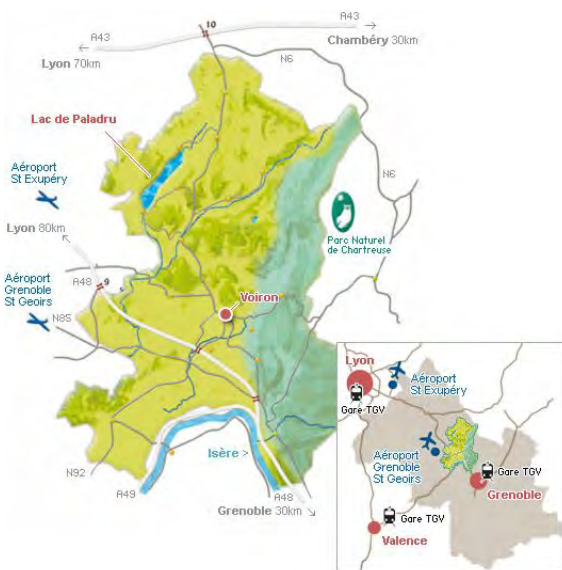 A43
10
A43
Chambéry 30km
Lyon 70km
N6
Lac de Paladru
Aéroport
St Exupéry
N6
Lyon 80km
Parc Naturel
de Chartreuse
Aéroport
Grenoble
St Geoirs
A48
9
Voiron
N85
Isère >
N92
A49
A48
Grenoble 30km
Lyon
Aéroport
St Exupéry
Gare TGV
Aéroport
Grenoble
St Geoirs
Gare TGV
Grenoble
Gare TGV
Valence